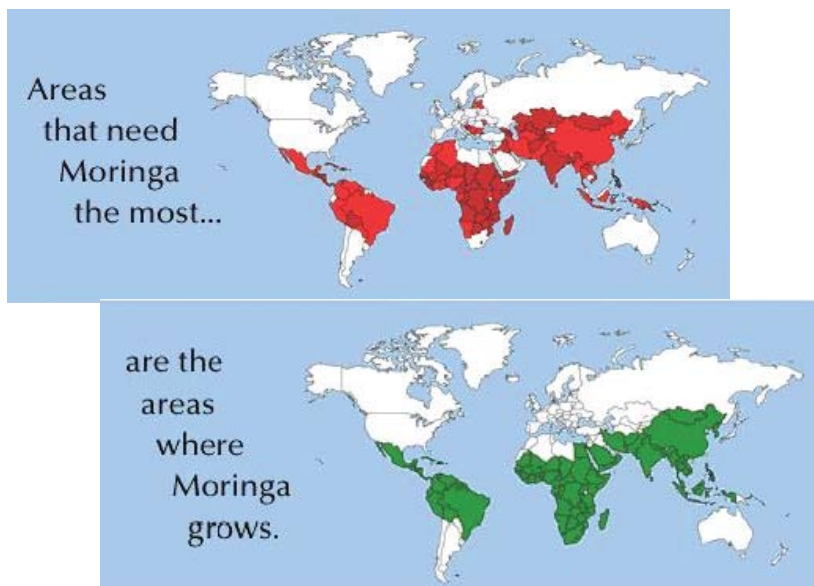 Areas
that need
Moringa
the most...
are the
areas
where
Moringa
grows.